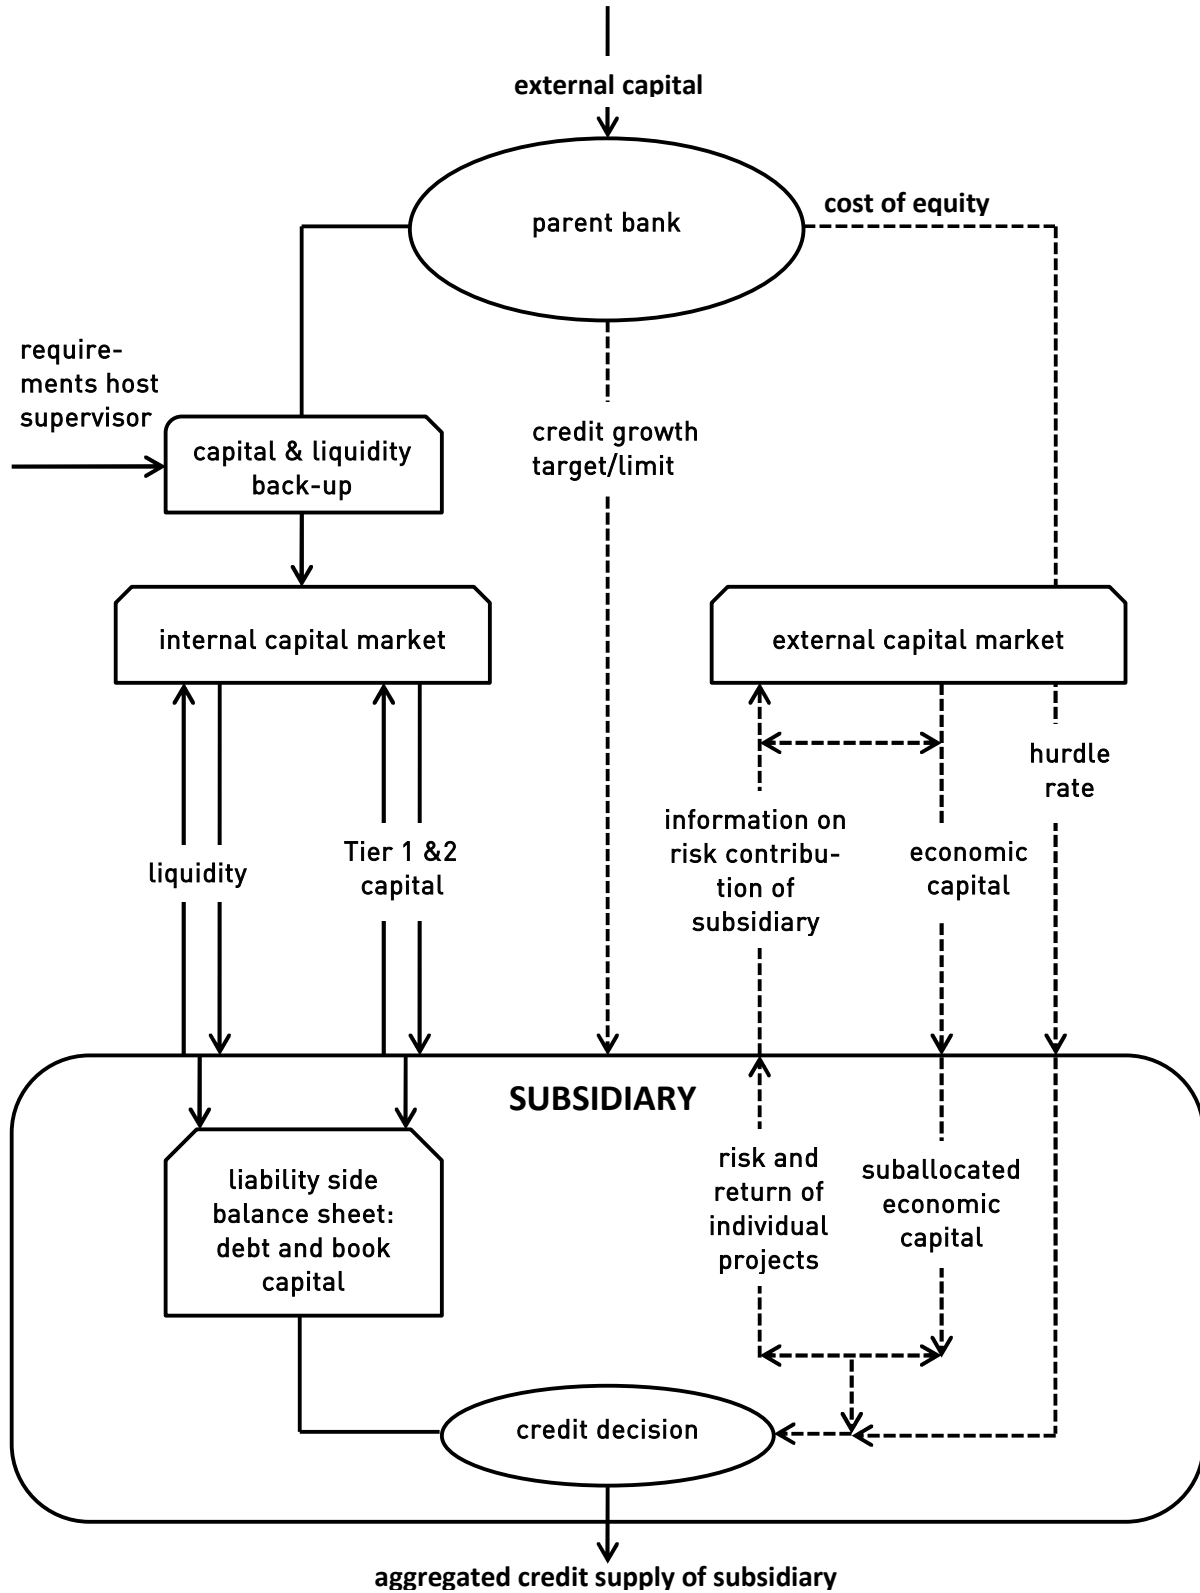 external capital
parent bank
cost of equity
require-
ments host
supervisor
capital & liquidity
back-up
credit growth
target/limit
internal capital market
external capital market
hurdle
rate
liquidity
Tier 1 &2
capital
information on
risk contribu-
tion of
subsidiary
economic
capital
SUBSIDIARY
liability side
balance sheet:
debt and book
capital
risk and
return of
individual
projects
suballocated
economic
capital
credit decision
aggregated credit supply of subsidiary